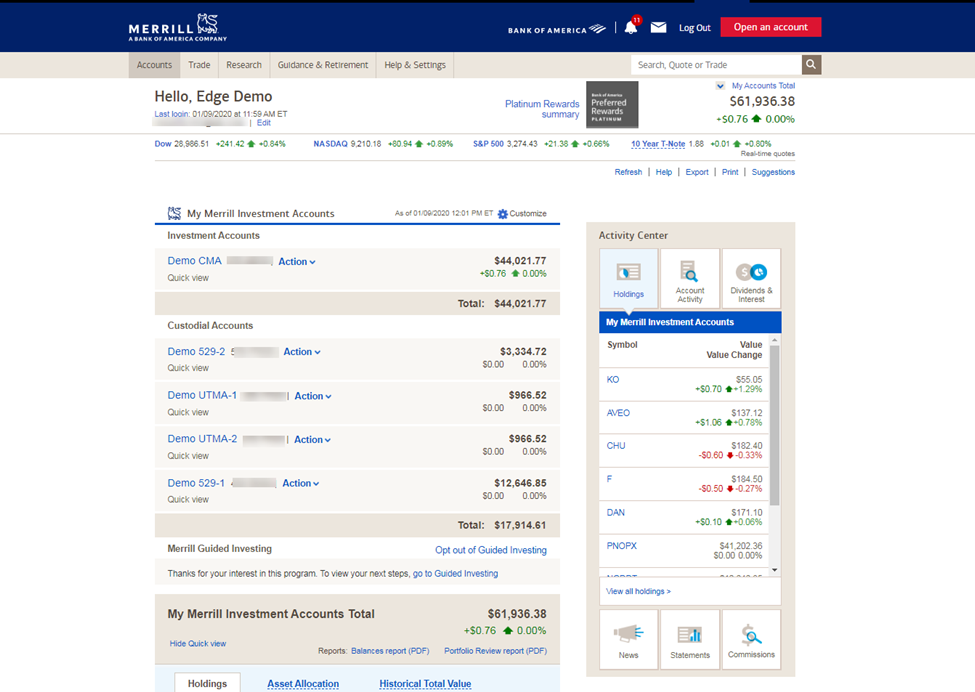 MERRILL
A BANK OF AMERICA COMPANY
BANK OF AMERICA
11
Log Out
Open an account
Accounts Trade Research Guidance & Retirement Help & Settings
Search, Quote or Trade
Hello, Edge Demo
Last login: 01/09/2020 at 11:59 AM ET
| Edit
Platinum Rewards
summary
Bank of America
Preferred
Rewards
PLATINUM
My Accounts Total
$61,936.38
+$0.76 0.00%
Dow 28,986.51 +241.42 +0.84% NASDAQ 9,210.18 +80.94 +0.89% S&P 500 3,274.43 +21.38 +0.66% 10 Year T-Note 1.88 +0.01 +0.80%
Real-time quotes
Refresh | Help | Export | Print | Suggestions
My Merrill Investment Accounts
As of 01/09/2020 12:01 PM ET Customize
Investment Accounts
Demo CMA Action $44,021.77
Quick view +$0.76 0.00%
Total: $44,021.77
Custodial Accounts
Demo 529-2 Action $3,334.72
Quick view $0.00 0.00%
Demo UTMA-1 | Action $966.52
Quick view $0.00 0.00%
Demo UTMA-2 | Action $966.52
Quick view $0.00 0.00%
Demo 529-1 Action $12,646.85
Quick view $0.00 0.00%
Total: $17,914.61
Merrill Guided Investing Opt out of Guided Investing
Thanks for your interest in this program. To view your next steps, go to Guided Investing
My Merrill Investment Accounts Total $61,936.38
+$0.76 0.00%
Hide Quick view
Reports: Balances report (PDF) Portfolio Review report (PDF)
Holdings Asset Allocation Historical Total Value
Activity Center
Holdings
Account
Activity
Dividends &
Interest
My Merrill Investment Accounts
Symbol Value
Value Change
KO $55.05
+$0.70 +1.29%
AVEO $137.12
+$1.06 +0.78%
CHU $182.40
-$0.60 -0.33%
F $184.50
-$0.50 -0.27%
DAN $171.10
+$0.10 +0.06%
PNOPX $41,202.36
$0.00 0.00%
View all holdings >
News
Statements
Commissions